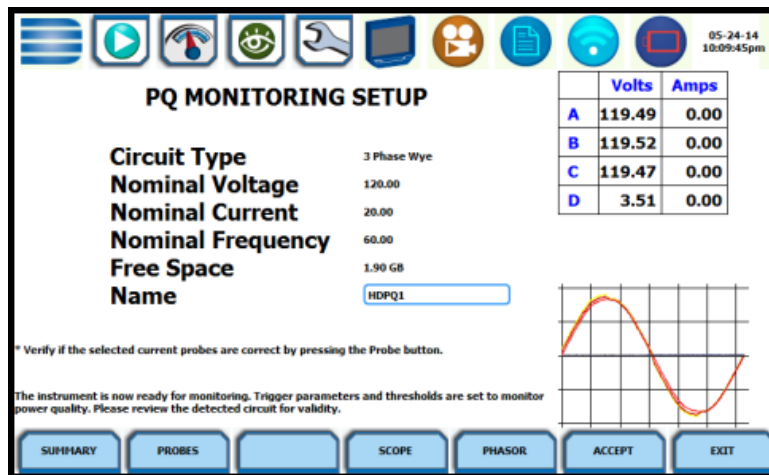 05-24-14
10:09:45pm
PQ MONITORING SETUP
Volts Amps
A 119.49 0.00
B 119.52 0.00
C 119.47 0.00
D 3.51 0.00
Circuit Type 3 Phase Wye
Nominal Voltage 120.00
Nominal Current 20.00
Nominal Frequency 60.00
Free Space 1.90 GB
Name HDPQ1
* Verify if the selected current probes are correct by pressing the Probe button.
The instrument is now ready for monitoring. Trigger parameters and thresholds are set to monitor
power quality. Please review the detected circuit for validity.
SUMMARY PROBES SCOPE PHASOR ACCEPT EXIT